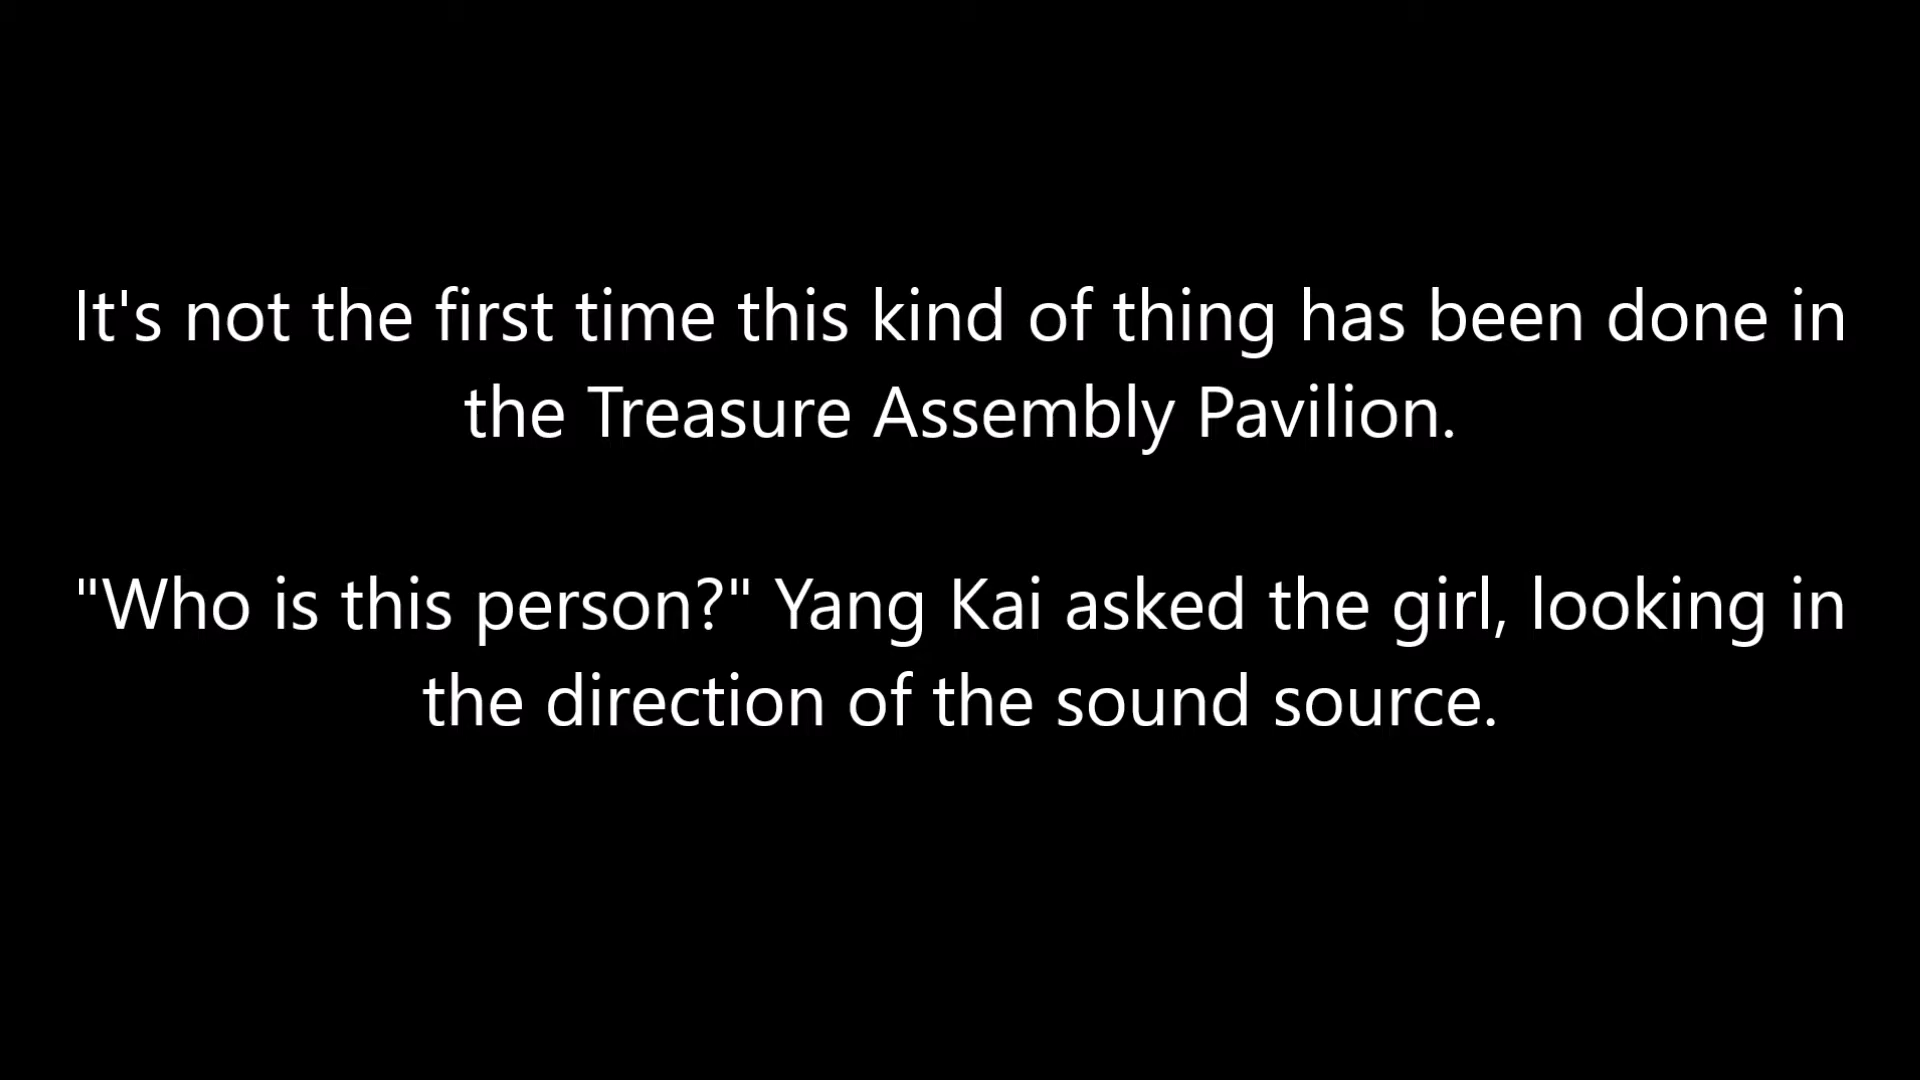 It's not the first time this kind of thing has been done in
the Treasure Assembly Pavilion.
"Who is this person?" Yang Kai asked the girl, looking in
the direction of the sound source.